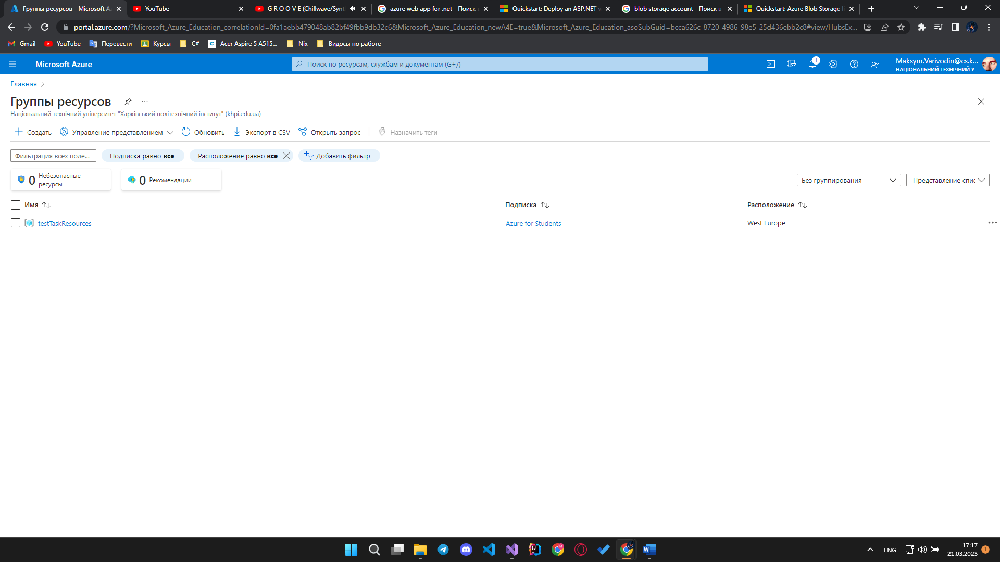 Группы ресурсов - Microsoft Az
YouTube
G R O O V E (Chillwave/Synt
azure web app for .net - Поиск
Quickstart: Deploy an ASP.NET
blob storage account - Поиск в
Quickstart: Azure Blob Storage li
portal.azure.com/?Microsoft_Azure_Education_correlationId=0fa1aebb479048ab82bf49fbb9db32c6&Microsoft_Azure_Education_newA4E=true&Microsoft_Azure_Education_asoSubGuid=bcca626c-8720-4986-98e5-25d436ebb2c8#view/HubsEx...
Gmail
YouTube
Перевести
Курсы
C#
Acer Aspire 5 A515...
Nix
Видосы по работе
Microsoft Azure
Поиск по ресурсам, службам и документам (G+/)
1
Maksym.Varivodin@cs.k...
НАЦІОНАЛЬНИЙ ТЕХНІЧНИЙ У...
Главная
Группы ресурсов
Національний технічний університет "Харківський політехнічний інститут" (khpi.edu.ua)
Создать
Управление представлением
Обновить
Экспорт в CSV
Открыть запрос
Назначить теги
Фильтрация всех поле...
Подписка равно все
Расположение равно все
Добавить фильтр
0 Небезопасные
ресурсы
0 Рекомендации
Без группирования
Представление спис
Имя
Подписка
Расположение
testTaskResources
Azure for Students
West Europe
ENG
17:17
21.03.2023
1